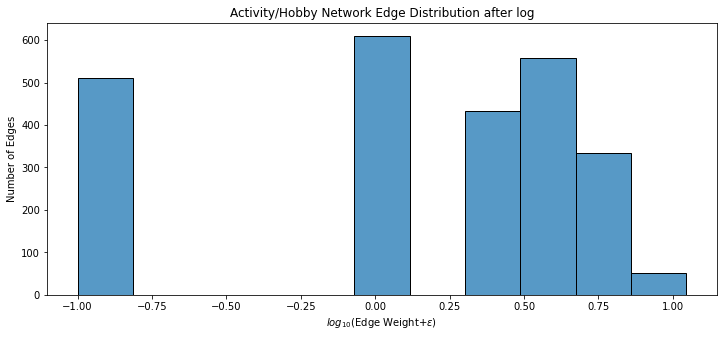 Activity/Hobby Network Edge Distribution after log
Number of Edges
600
500
400
300
200
100
0
−1.00 −0.75 −0.50 −0.25 0.00 0.25 0.50 0.75 1.00
log₁₀(Edge Weight+ε)